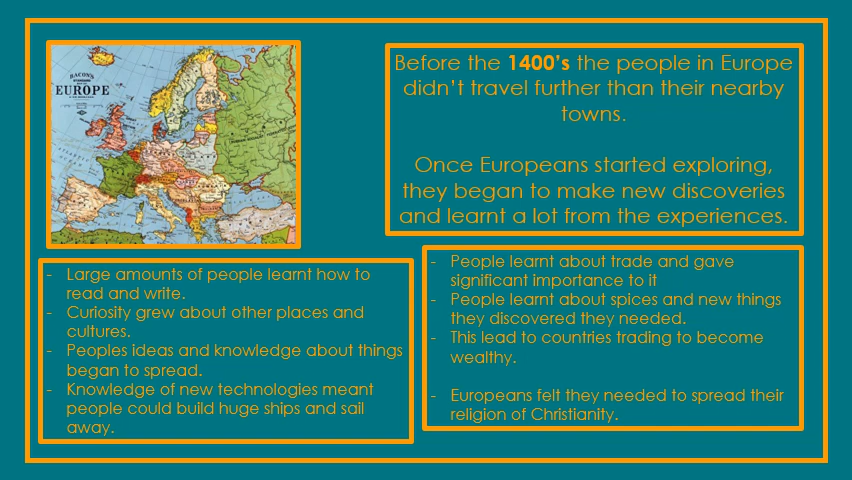 BACON'S
STANDARD
MAP OF
EUROPE
Before the 1400's the people in Europe
didn't travel further than their nearby
towns.
Once Europeans started exploring,
they began to make new discoveries
and learnt a lot from the experiences.
- Large amounts of people learnt how to
read and write.
- Curiosity grew about other places and
cultures.
- Peoples ideas and knowledge about things
began to spread.
- Knowledge of new technologies meant
people could build huge ships and sail
away.
- People learnt about trade and gave
significant importance to it
- People learnt about spices and new things
they discovered they needed.
- This lead to countries trading to become
wealthy.
- Europeans felt they needed to spread their
religion of Christianity.